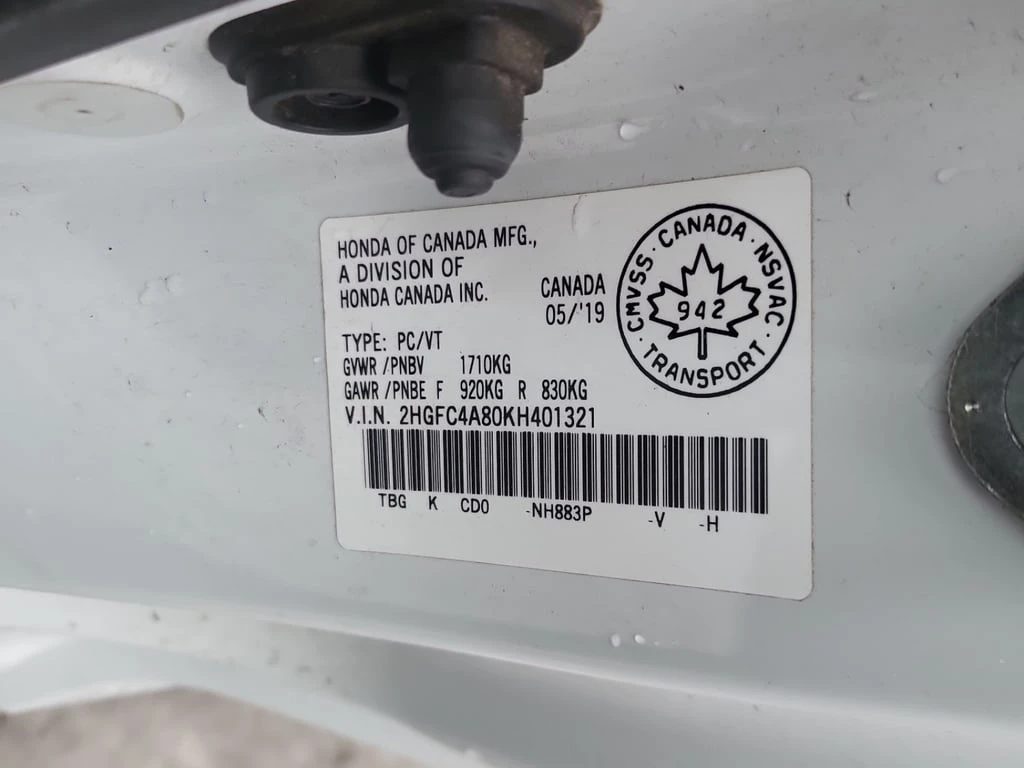 HONDA OF CANADA MFG.,
A DIVISION OF
HONDA CANADA INC.
CANADA
05/'19
TYPE: PC/VT
GVWR /PNBV 1710KG
GAWR /PNBE F 920KG R 830KG
V.I.N. 2HGFC4A80KH401321
TBG K CD0 -NH883P -V -H
CMVSS · CANADA · NSVAC · TRANSPORT ·
942